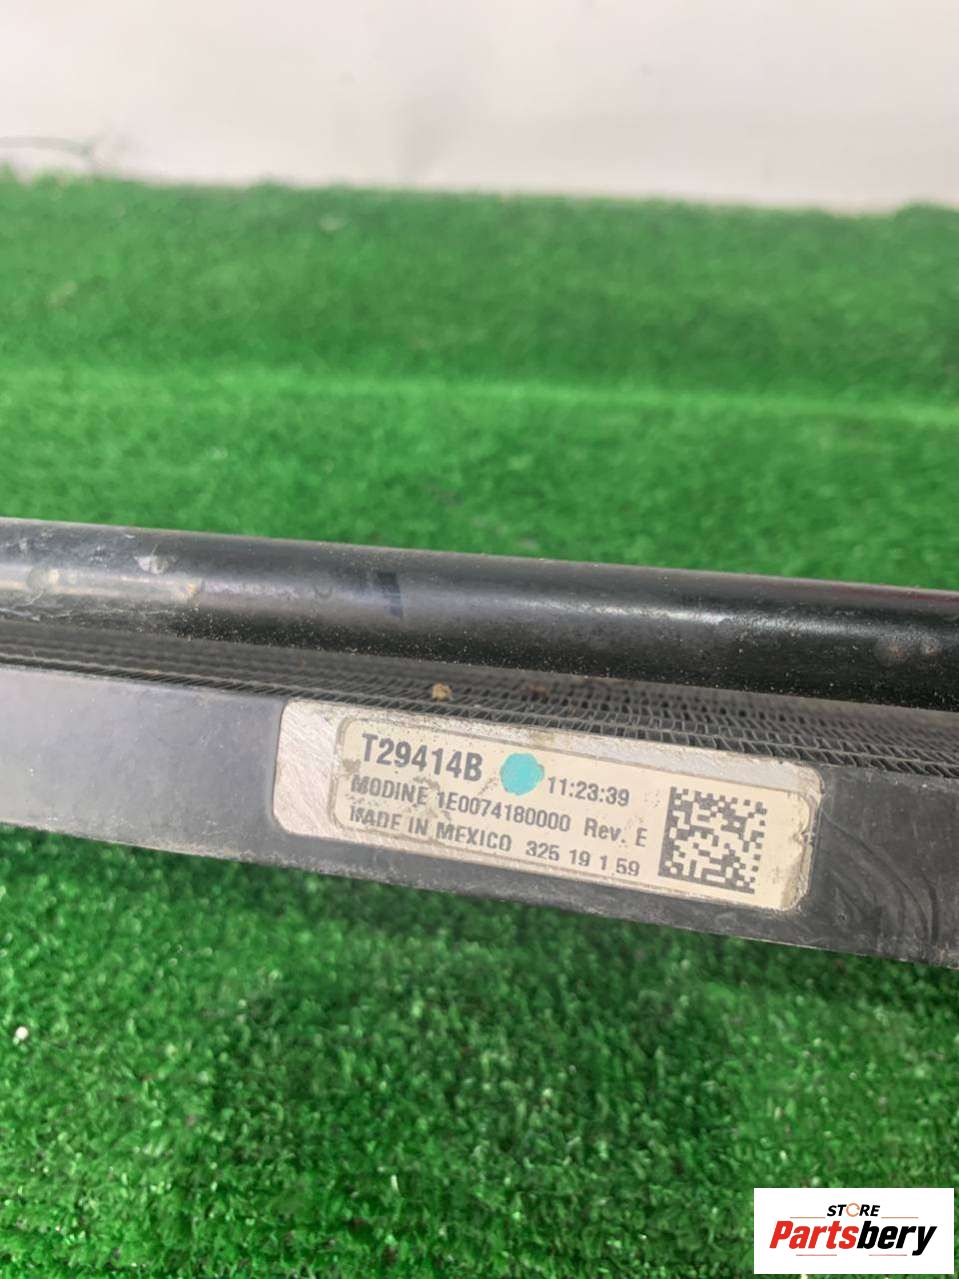 T29414B 11:23:39
MODINE 1E0074180000 Rev. E
MADE IN MEXICO 325 19 1 59
STORE
Partsbery